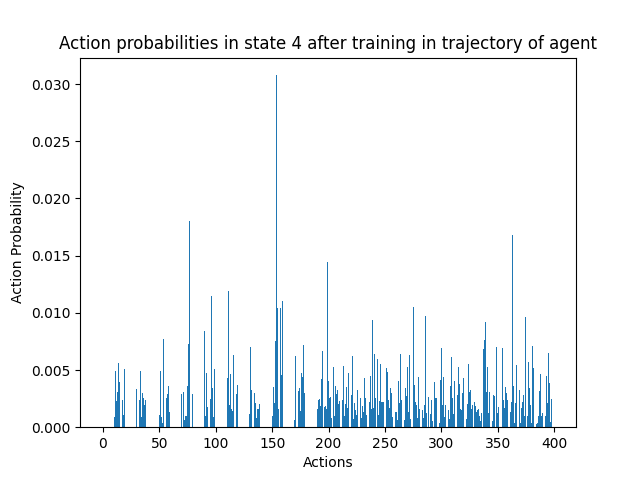 Action probabilities in state 4 after training in trajectory of agent
0.030
0.025
0.020
0.015
0.010
0.005
0.000
Action Probability
0 50 100 150 200 250 300 350 400
Actions